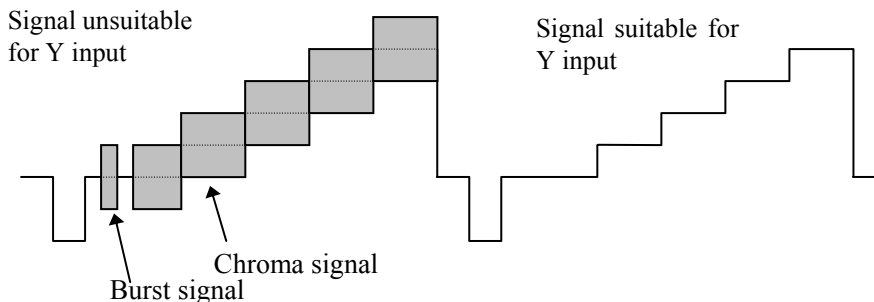 Signal unsuitable
for Y input
Signal suitable for
Y input
Chroma signal
Burst signal